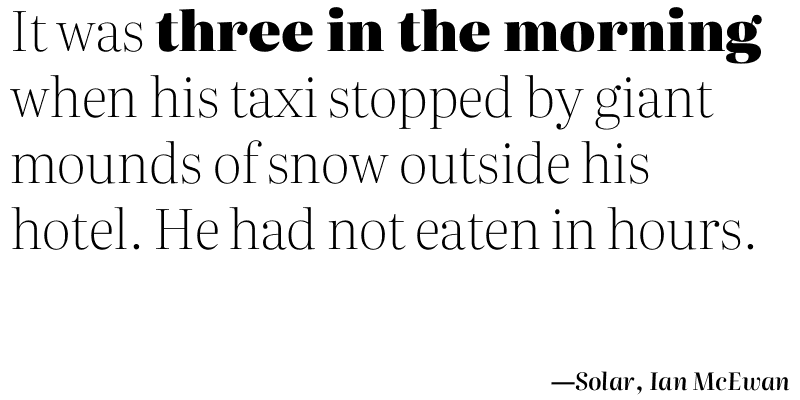 It was three in the morning
when his taxi stopped by giant
mounds of snow outside his
hotel. He had not eaten in hours.
—Solar, Ian McEwan